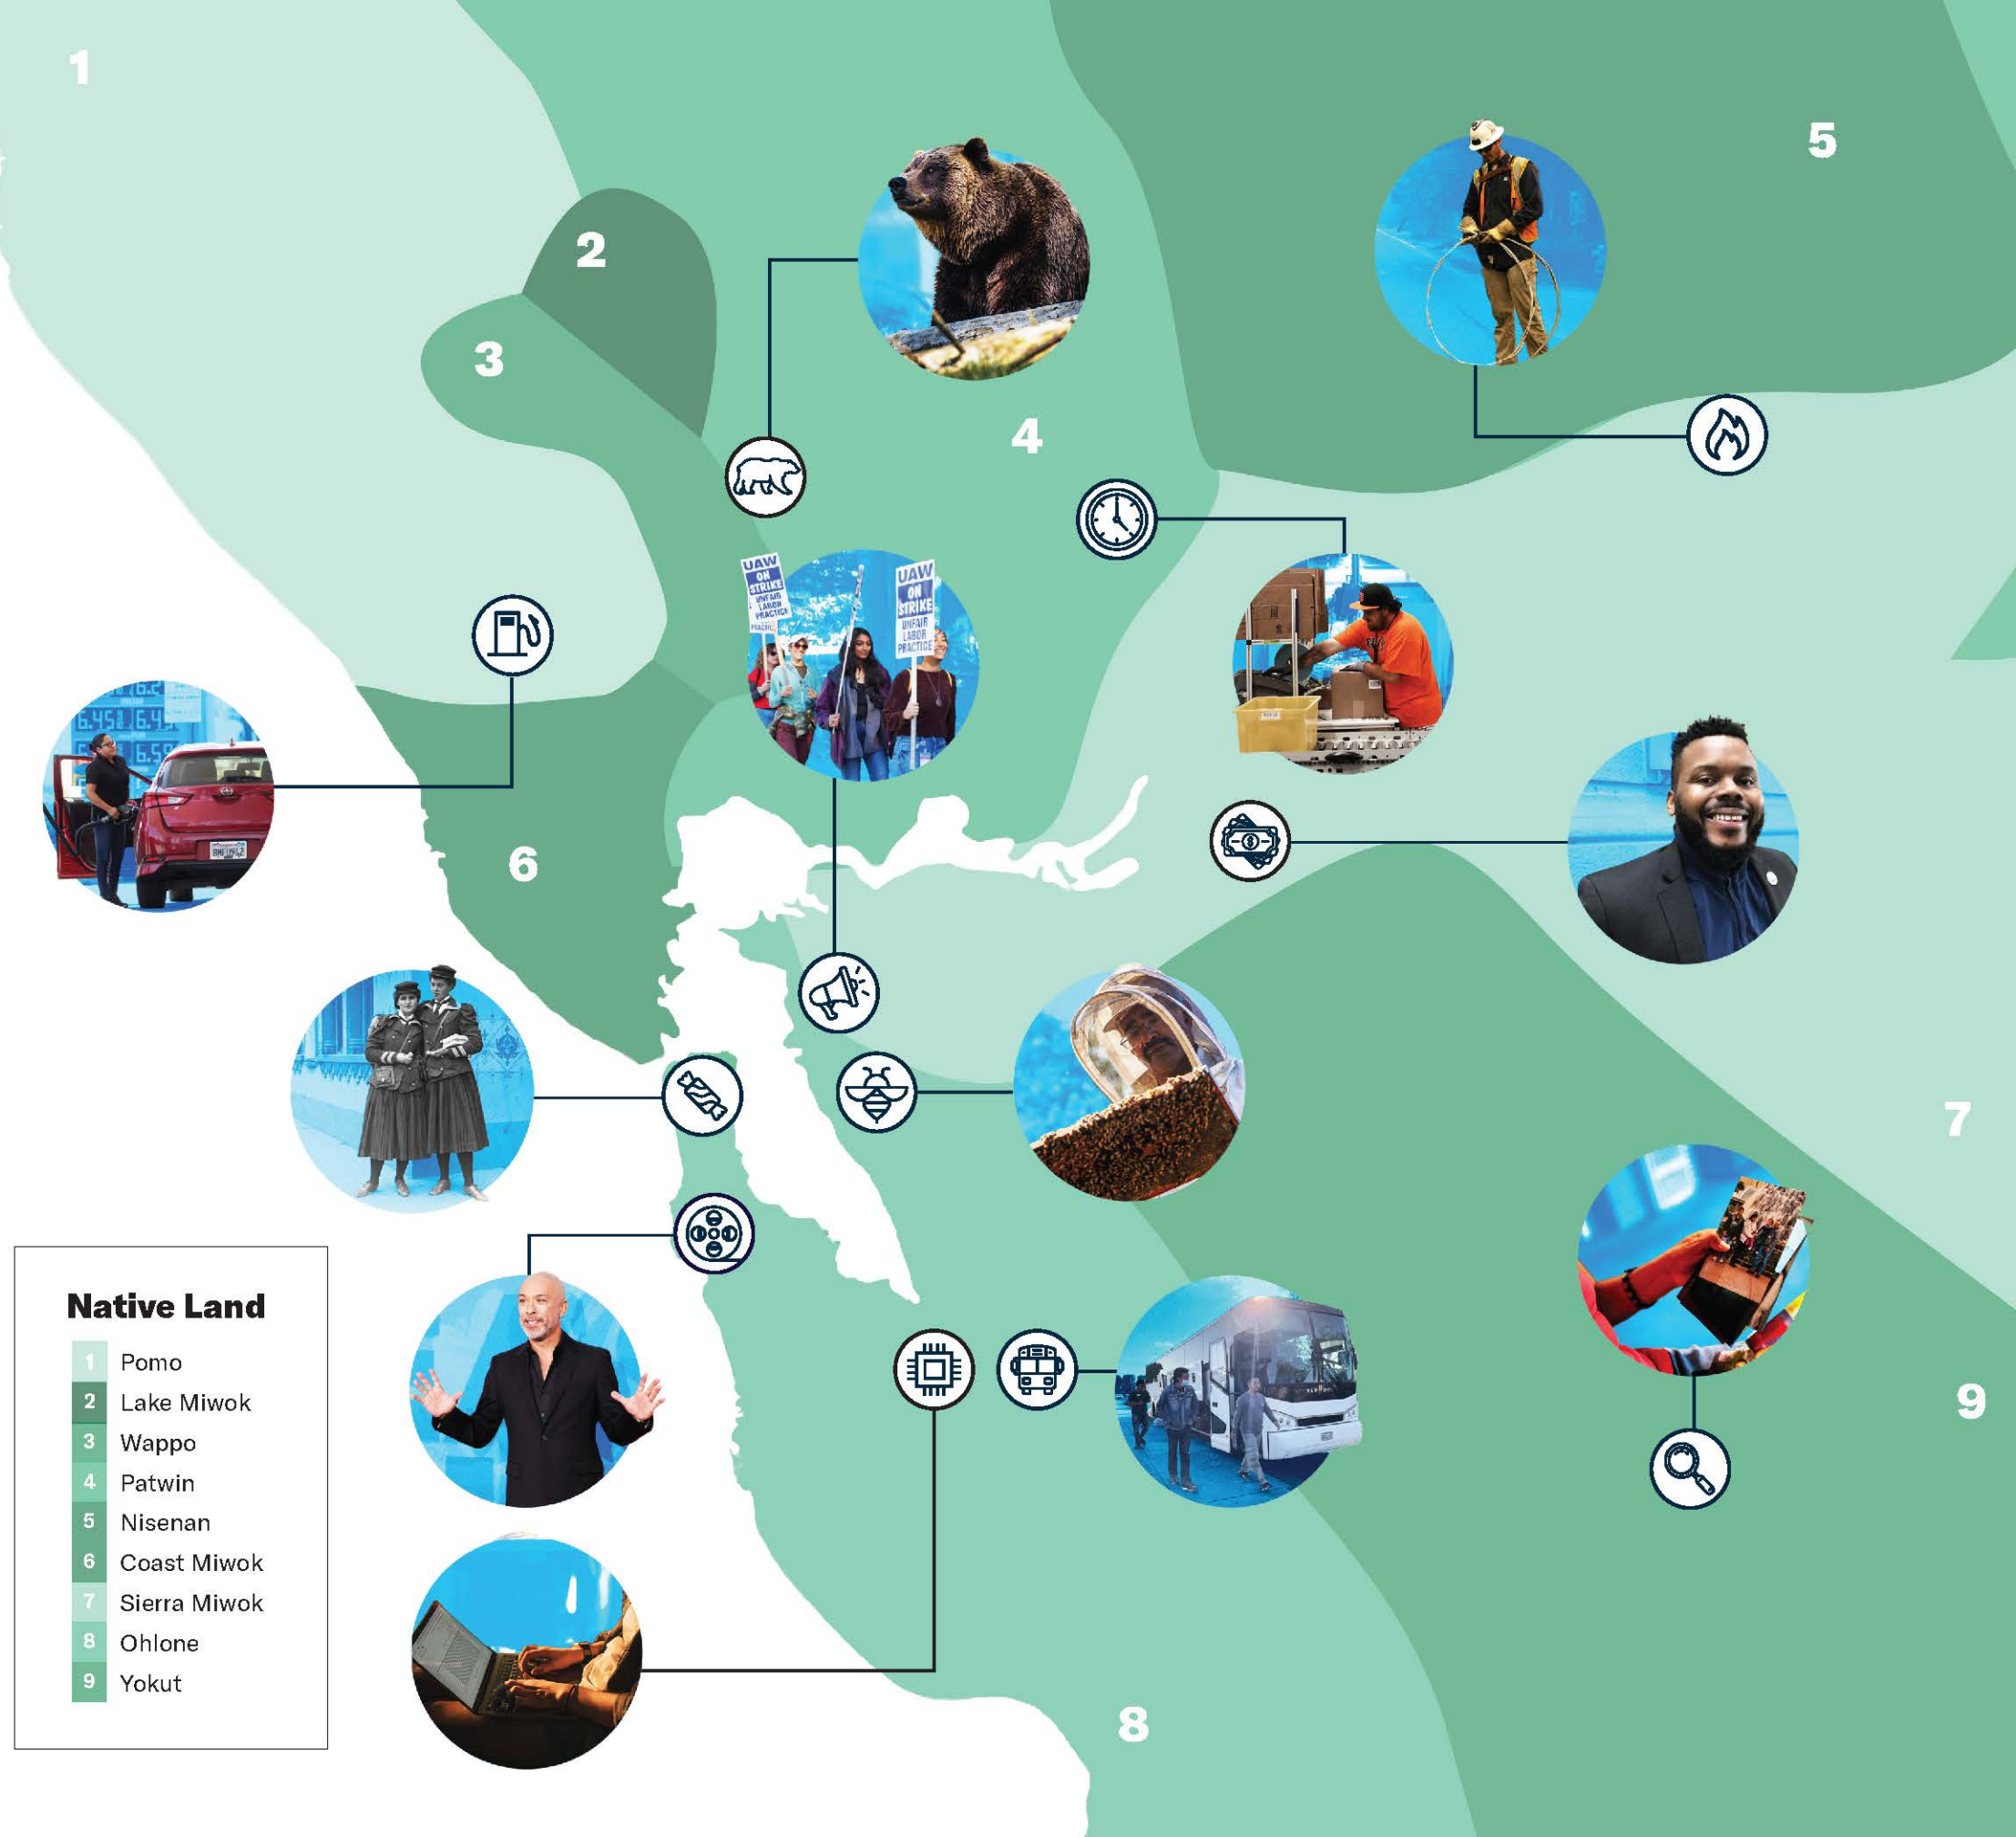 1
5
2
3
4
UAW
ON
STRIKE
UNFAIR
LABOR
PRACTICE
UAW
ON
STRIKE
UNFAIR
LABOR
PRACTICE
6.45
6
7
Native Land
1 Pomo
2 Lake Miwok
3 Wappo
4 Patwin
5 Nisenan
6 Coast Miwok
7 Sierra Miwok
8 Ohlone
9 Yokut
9
8